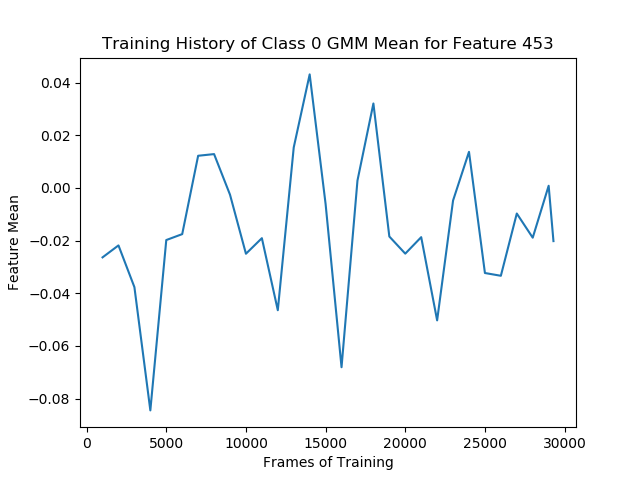 Training History of Class 0 GMM Mean for Feature 453
0.04
0.02
0.00
−0.02
−0.04
−0.06
−0.08
Feature Mean
0 5000 10000 15000 20000 25000 30000
Frames of Training